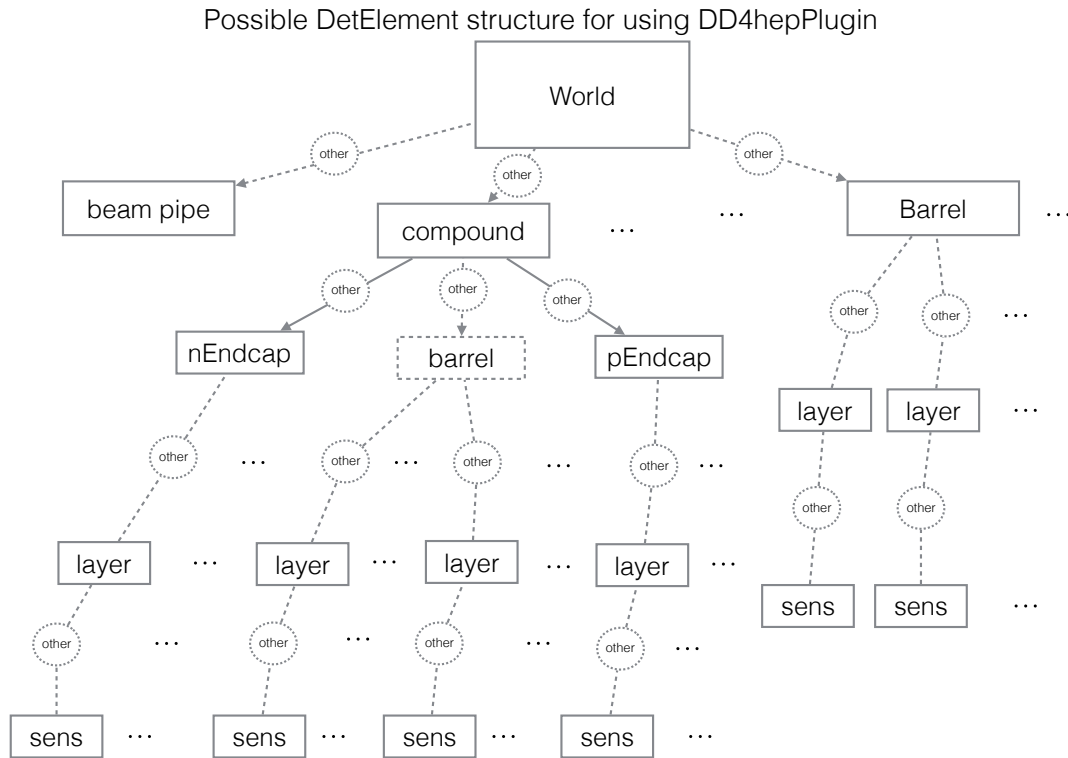 Possible DetElement structure for using DD4hepPlugin
World
other
other
other
beam pipe
compound
...
...
Barrel
...
other
other
other
other
other
...
nEndcap
barrel
pEndcap
layer
layer
...
other
...
other
...
other
...
other
...
other
other
layer
...
layer
...
layer
...
layer
...
sens
sens
...
other
...
other
...
other
...
other
...
sens
...
sens
...
sens
...
sens
...